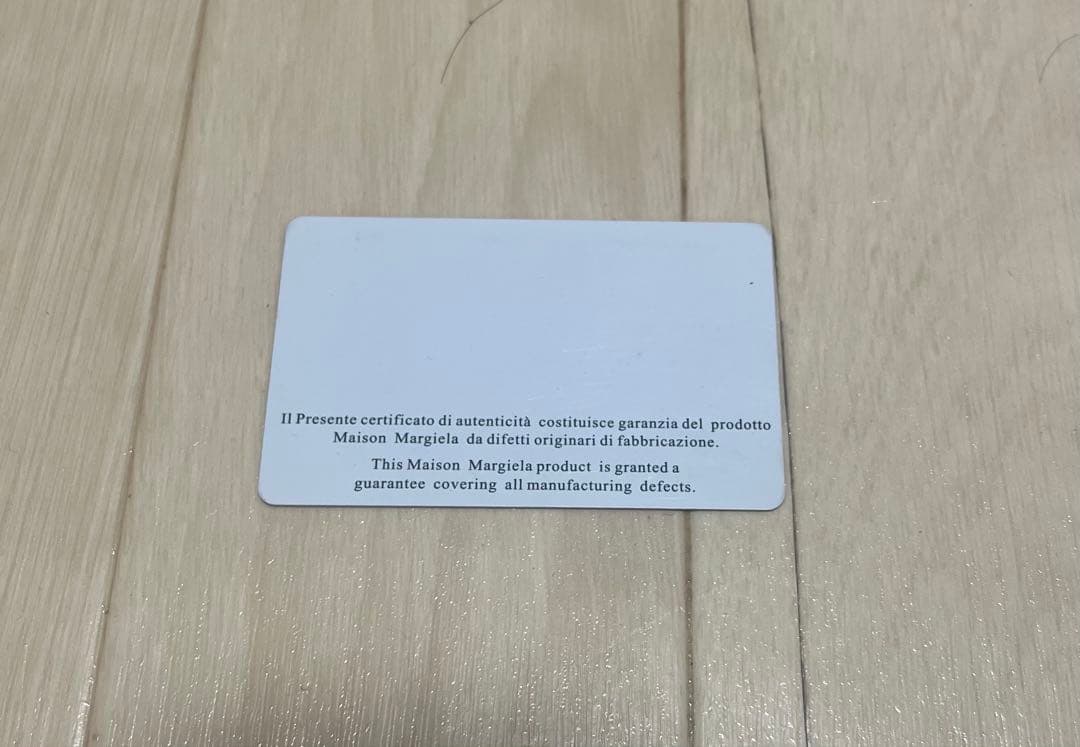 Il Presente certificato di autenticità costituisce garanzia del prodotto
Maison Margiela da difetti originari di fabbricazione.
This Maison Margiela product is granted a
guarantee covering all manufacturing defects.